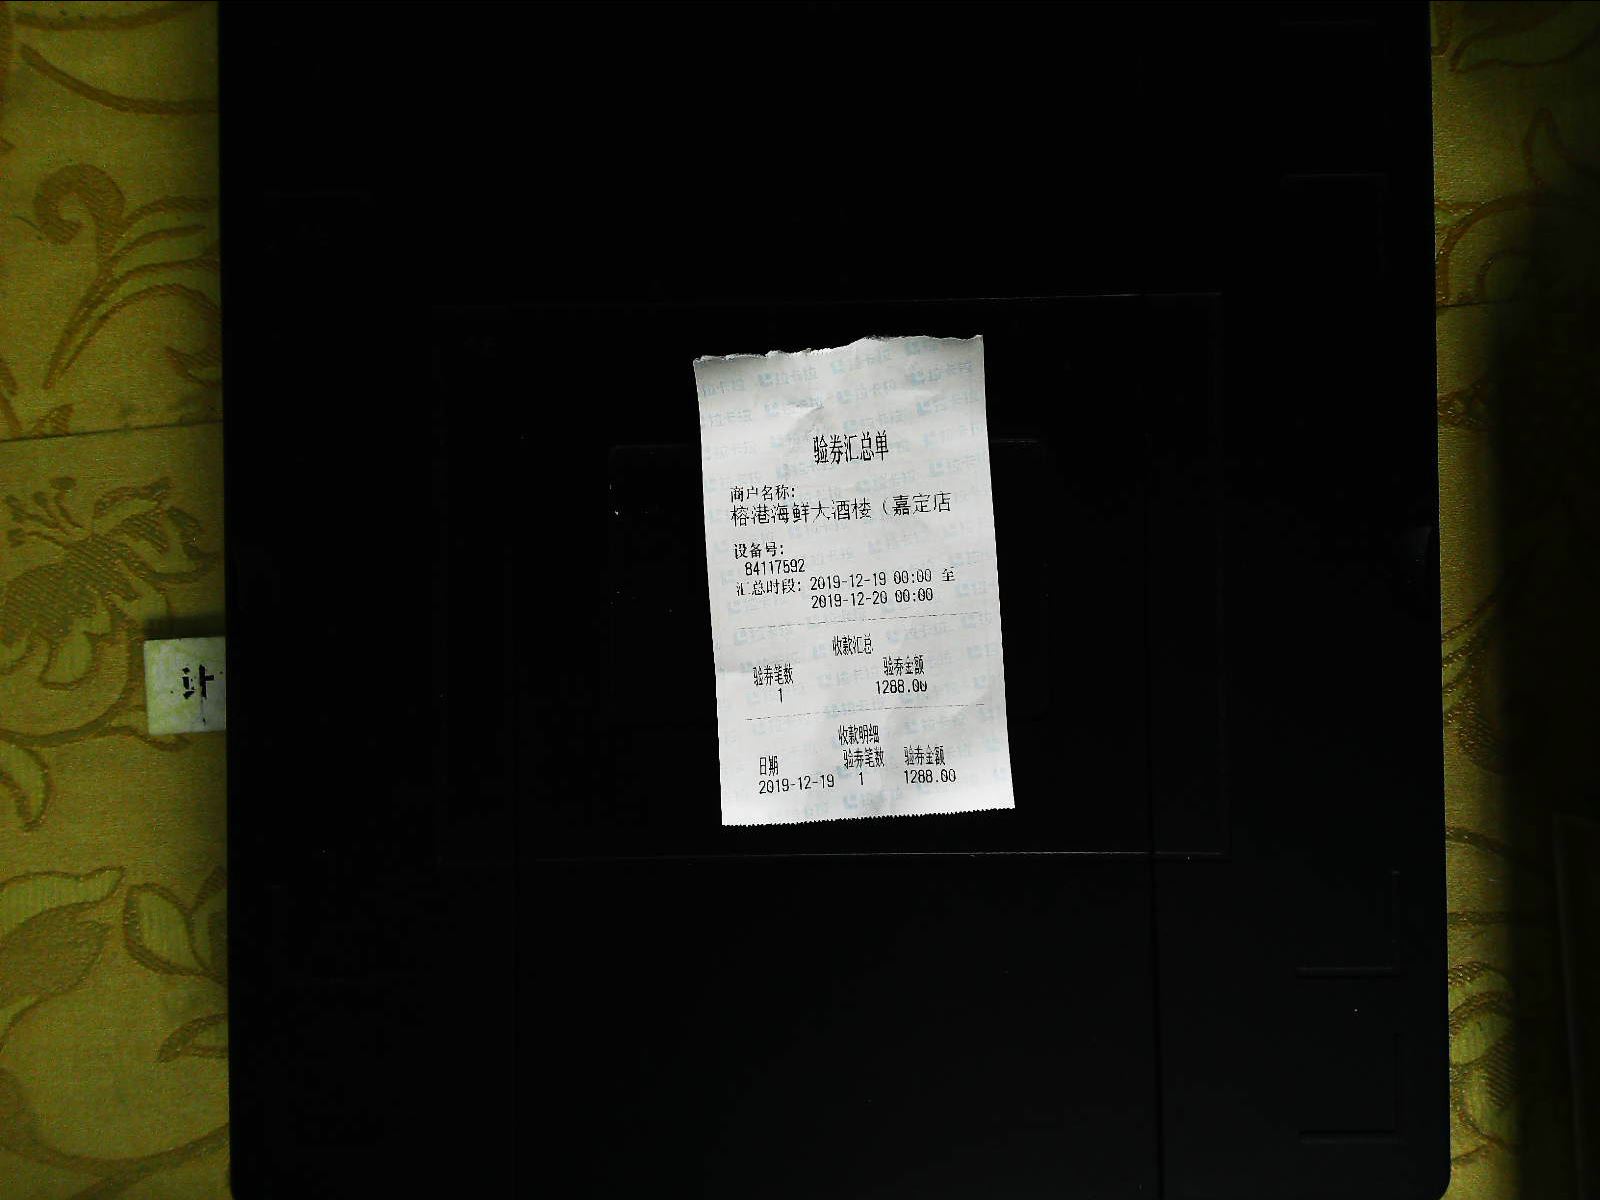 验券汇总单
商户名称:
榕港海鲜大酒楼（嘉定店
设备号:
84117592
汇总时段: 2019-12-19 00:00 至
2019-12-20 00:00
收款汇总
验券笔数 验券金额
1 1288.00
收款明细
日期 验券笔数 验券金额
2019-12-19 1 1288.00